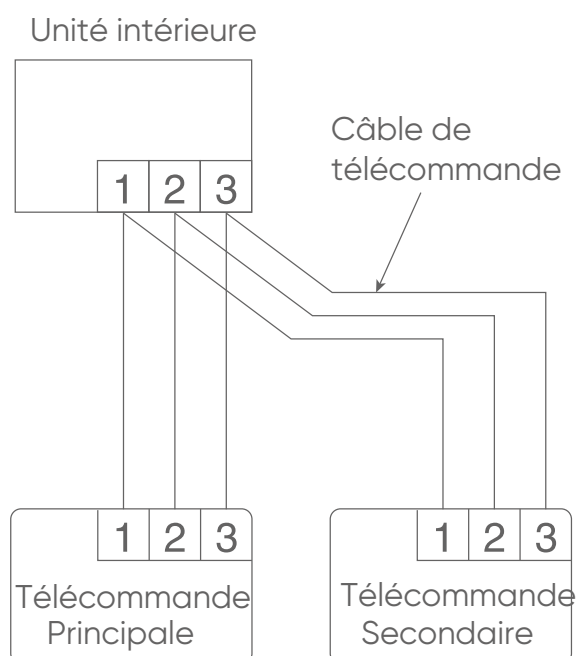 Unité intérieure
Câble de
télécommande
1 2 3
1 2 3
1 2 3
Télécommande
Principale
Télécommande
Secondaire